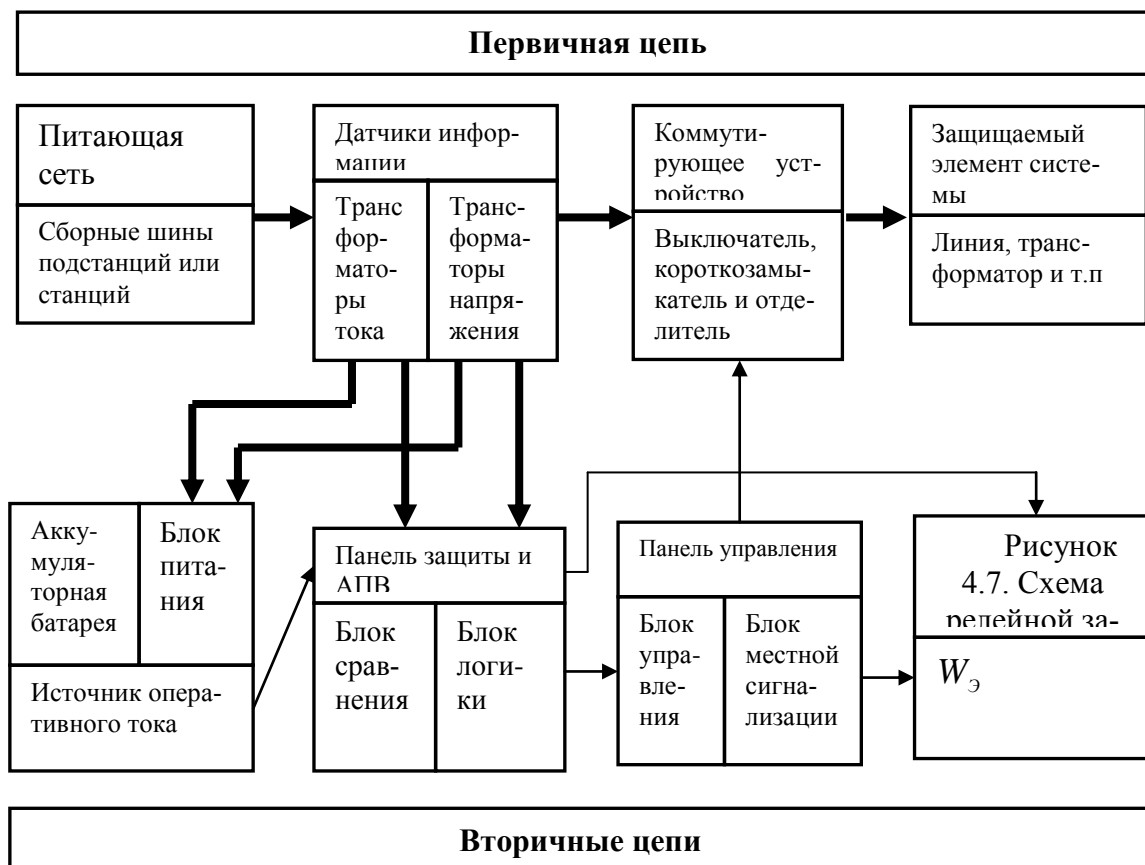 Первичная цепь
Питающая
сеть
Сборные шины
подстанций или
станций
Датчики инфор-
мации
Транс
фор-
мато-
ры
тока
Транс-
форма-
торы
напря-
жения
Коммути-
рующее уст-
ройство
Выключатель,
короткозамы-
катель и отде-
литель
Защищаемый
элемент систе-
мы
Линия, транс-
форматор и т.п
Акку-
муля-
торная
батарея
Блок
пита-
ния
Источник опера-
тивного тока
Панель защиты и
АПВ
Блок
срав-
нения
Блок
логи-
ки
Панель управления
Блок
упра-
вле-
ния
Блок
местной
сигна-
лизации
Рисунок
4.7. Схема
релейной за-
WЭ
Вторичные цепи